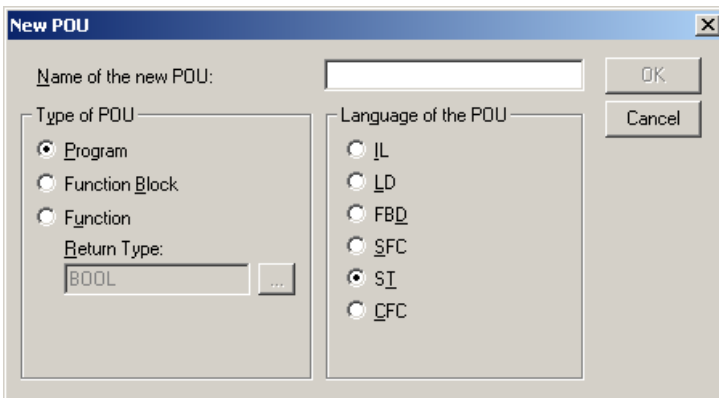 New POU
Name of the new POU:
OK
Type of POU
Language of the POU
Cancel
Program
IL
Function Block
LD
Function
FBD
Return Type:
SFC
BOOL
...
ST
CFC